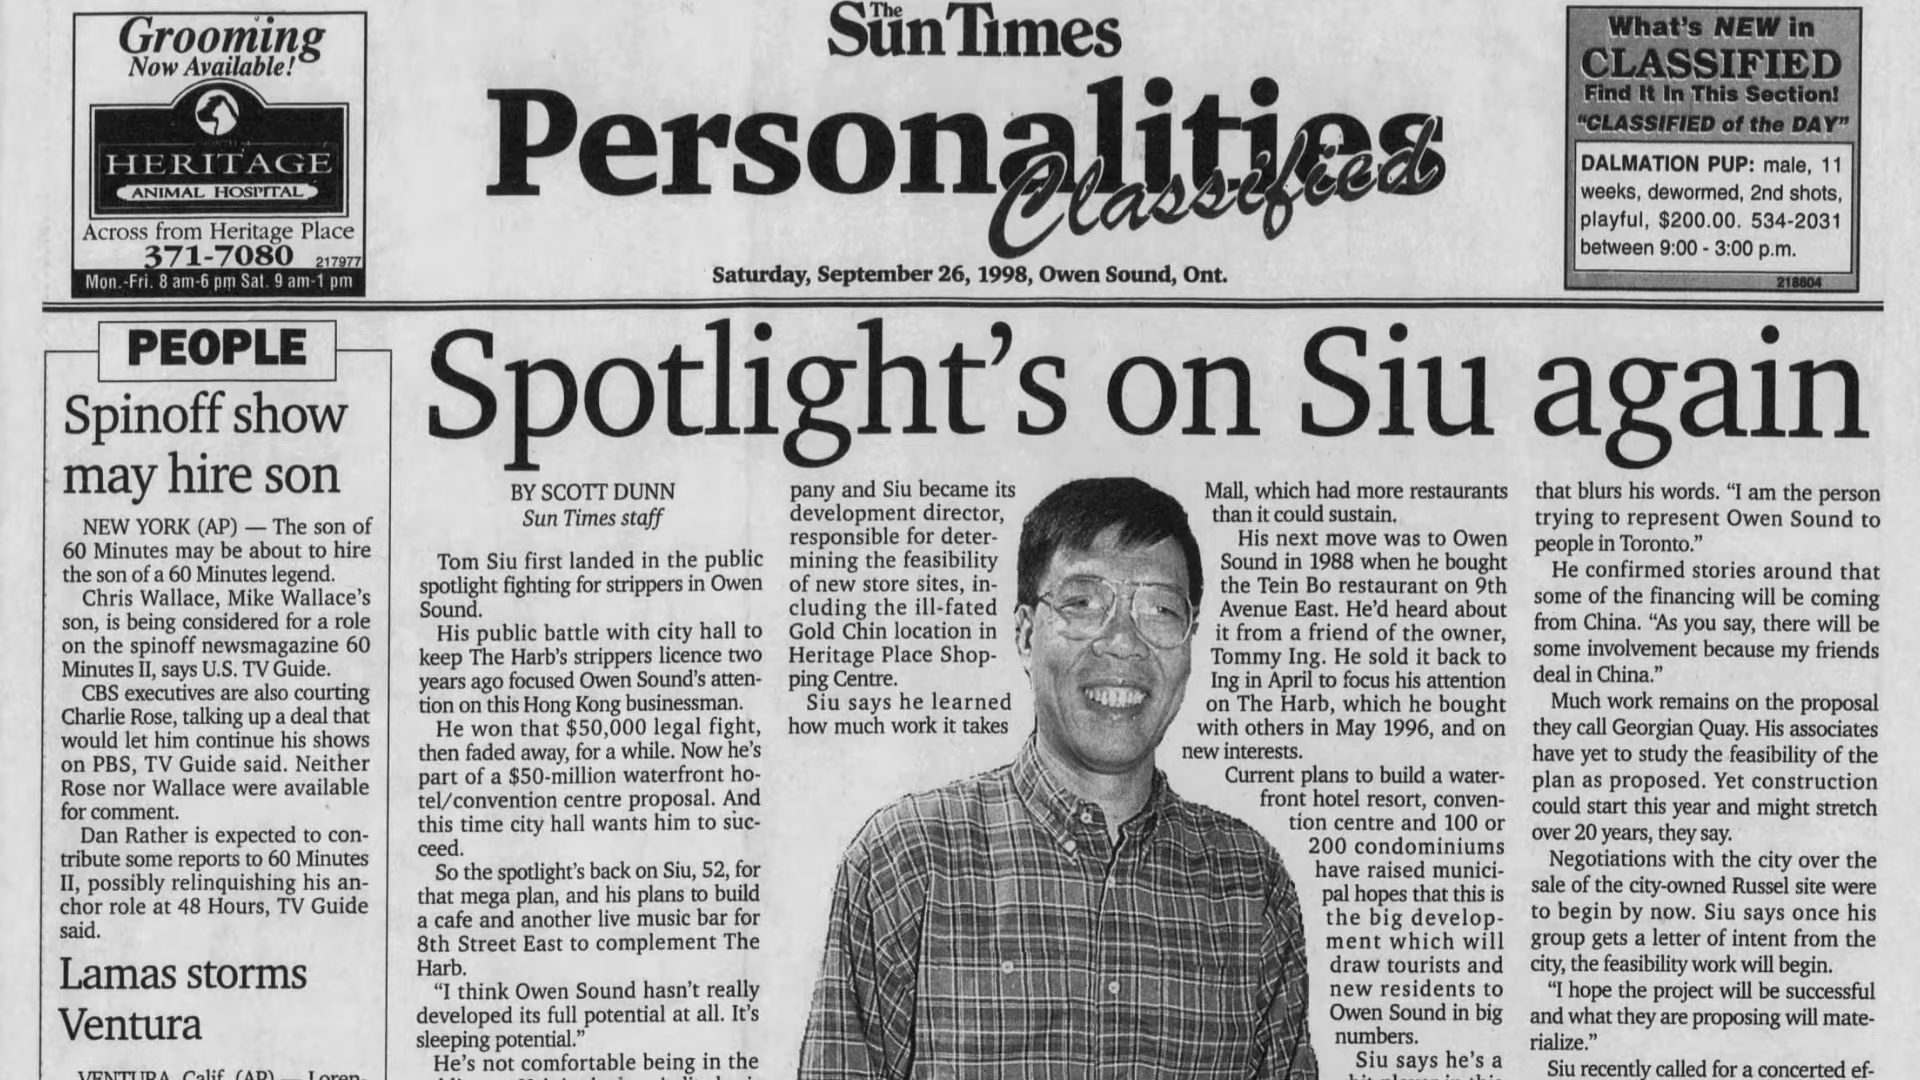 Grooming
Now Available!
HERITAGE
ANIMAL HOSPITAL
Across from Heritage Place
371-7080 217977
Mon.-Fri. 8 am-6 pm Sat. 9 am-1 pm
The
Sun Times
Personalities
Classified
Saturday, September 26, 1998, Owen Sound, Ont.
What's NEW in
CLASSIFIED
Find It In This Section!
"CLASSIFIED of the DAY"
DALMATION PUP: male, 11
weeks, dewormed, 2nd shots,
playful, $200.00. 534-2031
between 9:00 - 3:00 p.m.
218804
PEOPLE
Spinoff show
may hire son
NEW YORK (AP) — The son of
60 Minutes may be about to hire
the son of a 60 Minutes legend.
Chris Wallace, Mike Wallace's
son, is being considered for a role
on the spinoff newsmagazine 60
Minutes II, says U.S. TV Guide.
CBS executives are also courting
Charlie Rose, talking up a deal that
would let him continue his shows
on PBS, TV Guide said. Neither
Rose nor Wallace were available
for comment.
Dan Rather is expected to con-
tribute some reports to 60 Minutes
II, possibly relinquishing his an-
chor role at 48 Hours, TV Guide
said.
Lamas storms
Ventura
VENTURA, Calif. (AP) — Loren-
Spotlight's on Siu again
BY SCOTT DUNN
Sun Times staff
Tom Siu first landed in the public
spotlight fighting for strippers in Owen
Sound.
His public battle with city hall to
keep The Harb's strippers licence two
years ago focused Owen Sound's atten-
tion on this Hong Kong businessman.
He won that $50,000 legal fight,
then faded away, for a while. Now he's
part of a $50-million waterfront ho-
tel/convention centre proposal. And
this time city hall wants him to suc-
ceed.
So the spotlight's back on Siu, 52, for
that mega plan, and his plans to build
a cafe and another live music bar for
8th Street East to complement The
Harb.
"I think Owen Sound hasn't really
developed its full potential at all. It's
sleeping potential."
He's not comfortable being in the
pany and Siu became its
development director,
responsible for deter-
mining the feasibility
of new store sites, in-
cluding the ill-fated
Gold Chin location in
Heritage Place Shop-
ping Centre.
Siu says he learned
how much work it takes
Mall, which had more restaurants
than it could sustain.
His next move was to Owen
Sound in 1988 when he bought
the Tein Bo restaurant on 9th
Avenue East. He'd heard about
it from a friend of the owner,
Tommy Ing. He sold it back to
Ing in April to focus his attention
on The Harb, which he bought
with others in May 1996, and on
new interests.
Current plans to build a water-
front hotel resort, conven-
tion centre and 100 or
200 condominiums
have raised munici-
pal hopes that this is
the big develop-
ment which will
draw tourists and
new residents to
Owen Sound in big
numbers.
Siu says he's a
that blurs his words. "I am the person
trying to represent Owen Sound to
people in Toronto."
He confirmed stories around that
some of the financing will be coming
from China. "As you say, there will be
some involvement because my friends
deal in China."
Much work remains on the proposal
they call Georgian Quay. His associates
have yet to study the feasibility of the
plan as proposed. Yet construction
could start this year and might stretch
over 20 years, they say.
Negotiations with the city over the
sale of the city-owned Russel site were
to begin by now. Siu says once his
group gets a letter of intent from the
city, the feasibility work will begin.
"I hope the project will be successful
and what they are proposing will mate-
rialize."
Siu recently called for a concerted ef-